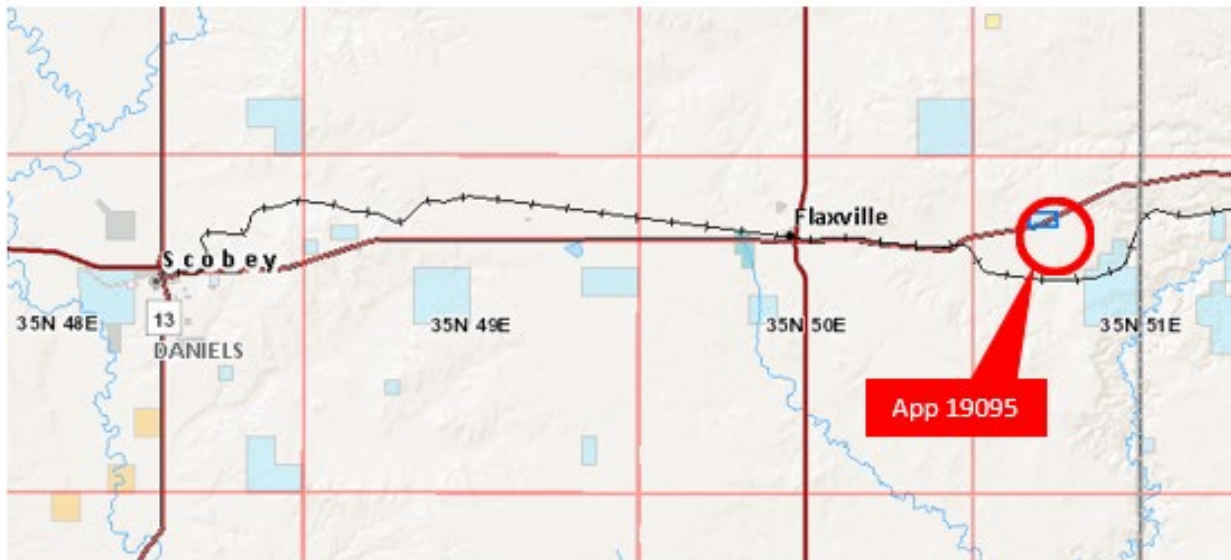 Flaxville
Scobey
35N 48E
13
35N 49E
35N 50E
35N 51E
DANIELS
App 19095